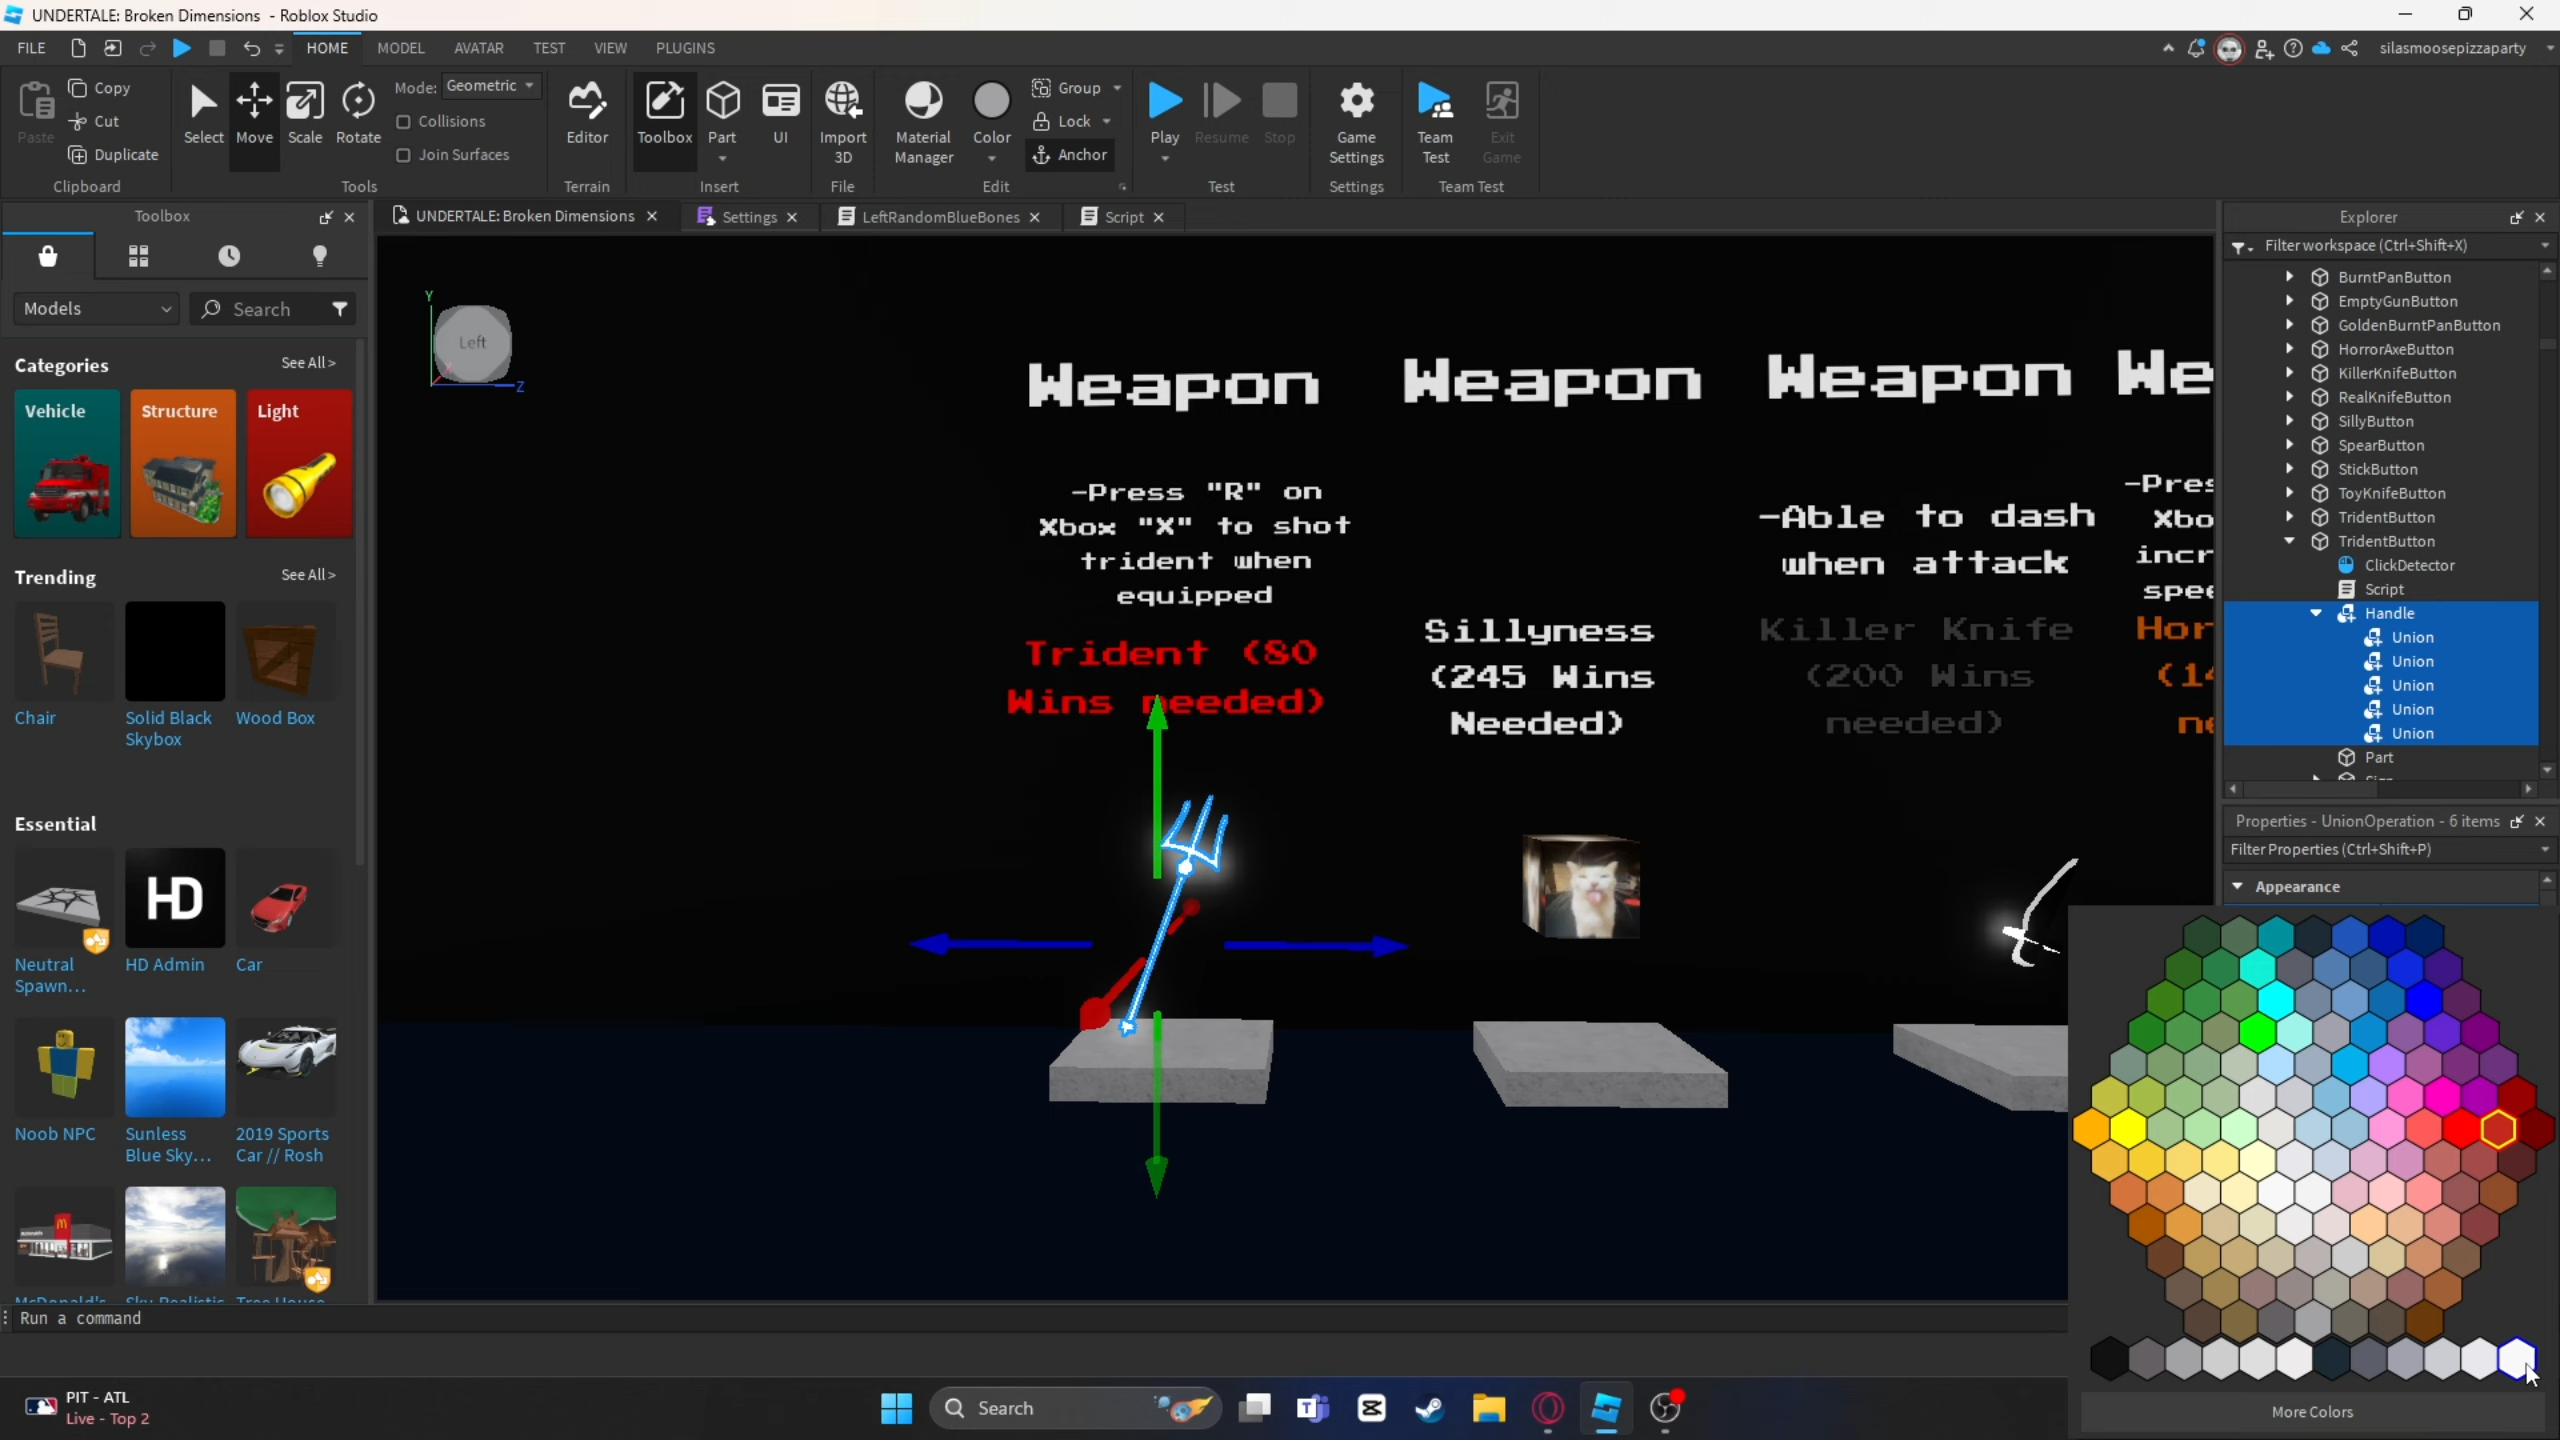 UNDERTALE: Broken Dimensions - Roblox Studio
FILE
HOME
MODEL
AVATAR
TEST
VIEW
PLUGINS
silasmoosepizzaparty
Paste
Copy
Cut
Duplicate
Clipboard
Select
Move
Scale
Rotate
Mode: Geometric
Collisions
Join Surfaces
Tools
Editor
Terrain
Toolbox
Part
UI
Insert
Import
3D
File
Material
Manager
Color
Group
Lock
Anchor
Edit
Play
Resume
Stop
Test
Game
Settings
Settings
Team
Test
Exit
Game
Team Test
Toolbox
UNDERTALE: Broken Dimensions
Settings
LeftRandomBlueBones
Script
Explorer
Filter workspace (Ctrl+Shift+X)
Models
Search
Categories
See All >
Vehicle
Structure
Light
Trending
See All >
Chair
Solid Black
Skybox
Wood Box
Essential
HD
Neutral
Spawn...
HD Admin
Car
Noob NPC
Sunless
Blue Sky...
2019 Sports
Car // Rosh
Y
Left
Z
Weapon
-Press "R" on
Xbox "X" to shot
trident when
equipped
Trident (80
Wins needed)
Weapon
Sillyness
(245 Wins
Needed)
Weapon
-Able to dash
when attack
Killer Knife
(200 Wins
needed)
We
-Pres
Xbo
incr
spee
Hor
(14
ne
BurntPanButton
EmptyGunButton
GoldenBurntPanButton
HorrorAxeButton
KillerKnifeButton
RealKnifeButton
SillyButton
SpearButton
StickButton
ToyKnifeButton
TridentButton
TridentButton
ClickDetector
Script
Handle
Union
Union
Union
Union
Union
Part
Properties - UnionOperation - 6 items
Filter Properties (Ctrl+Shift+P)
Appearance
More Colors
Run a command
PIT - ATL
Live - Top 2
Search